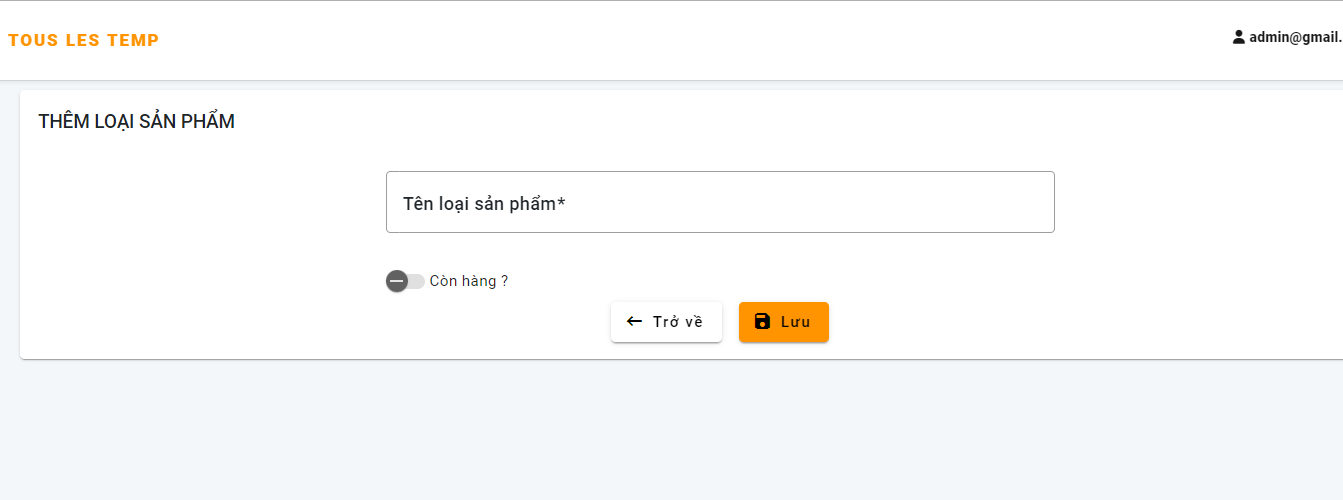 TOUS LES TEMP
admin@gmail.
THÊM LOẠI SẢN PHẨM
Tên loại sản phẩm*
Còn hàng ?
Trở về
Lưu